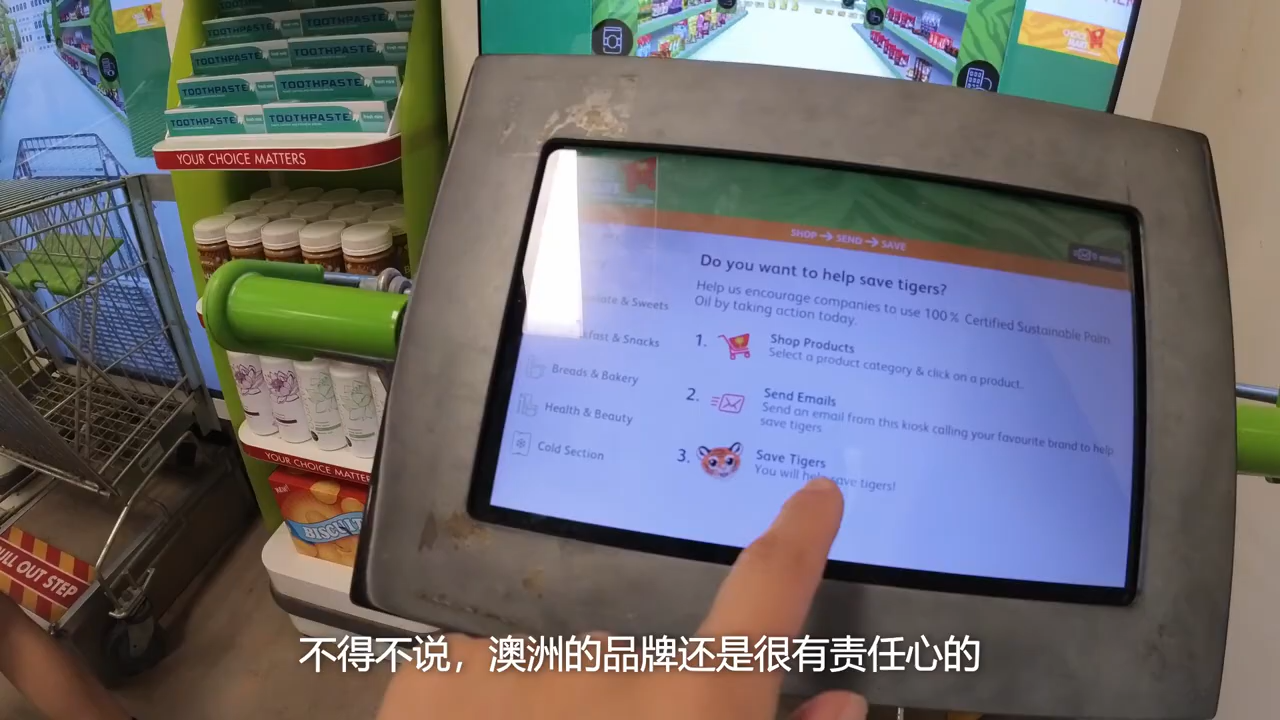 TOOTHPASTE TOOTHPASTE
TOOTHPASTE TOOTHPASTE
TOOTHPASTE TOOTHPASTE
TOOTHPASTE TOOTHPASTE
YOUR CHOICE MATTERS
SHOP → SEND → SAVE
Do you want to help save tigers?
Help us encourage companies to use 100% Certified Sustainable Palm
Oil by taking action today.
& Sweets
& Snacks
Breads & Bakery
Health & Beauty
Cold Section
1. Shop Products
Select a product category & click on a product.
2. Send Emails
Send an email from this kiosk calling your favourite brand to help
save tigers.
3. Save Tigers
You will help save tigers!
YOUR CHOICE MATTERS
OUT STEP
不得不说，澳洲的品牌还是很有责任心的